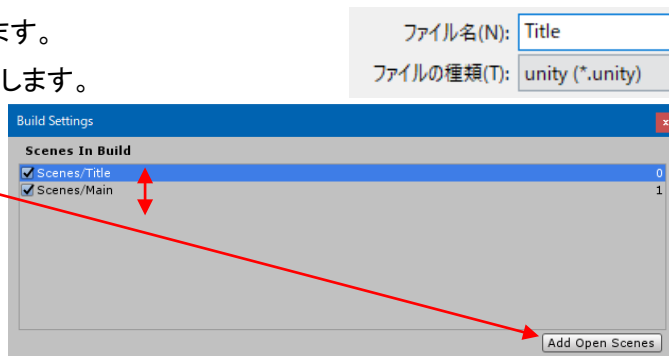 ます。
します。
ファイル名(N): Title
ファイルの種類(T): unity (*.unity)
Build Settings
x
Scenes In Build
Scenes/Title 0
Scenes/Main 1
Add Open Scenes